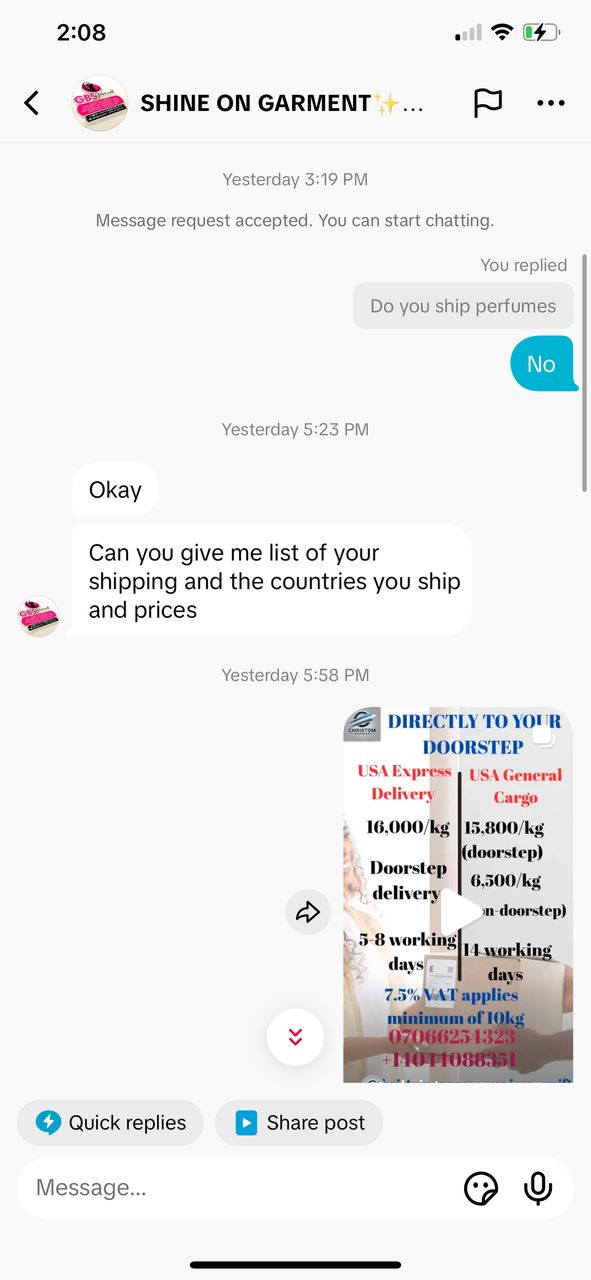 2:08
SHINE ON GARMENT✨...
Yesterday 3:19 PM
Message request accepted. You can start chatting.
You replied
Do you ship perfumes
No
Yesterday 5:23 PM
Okay
Can you give me list of your
shipping and the countries you ship
and prices
GBS
Yesterday 5:58 PM
CHRISTOM
DIRECTLY TO YOUR
DOORSTEP
USA Express
Delivery
16,000/kg
Doorstep
delivery
5-8 working
days
USA General
Cargo
15,800/kg
(doorstep)
6,500/kg
on-doorstep)
14 working
days
7.5% VAT applies
minimum of 10kg
07066254323
+14044088351
Quick replies
Share post
Message...